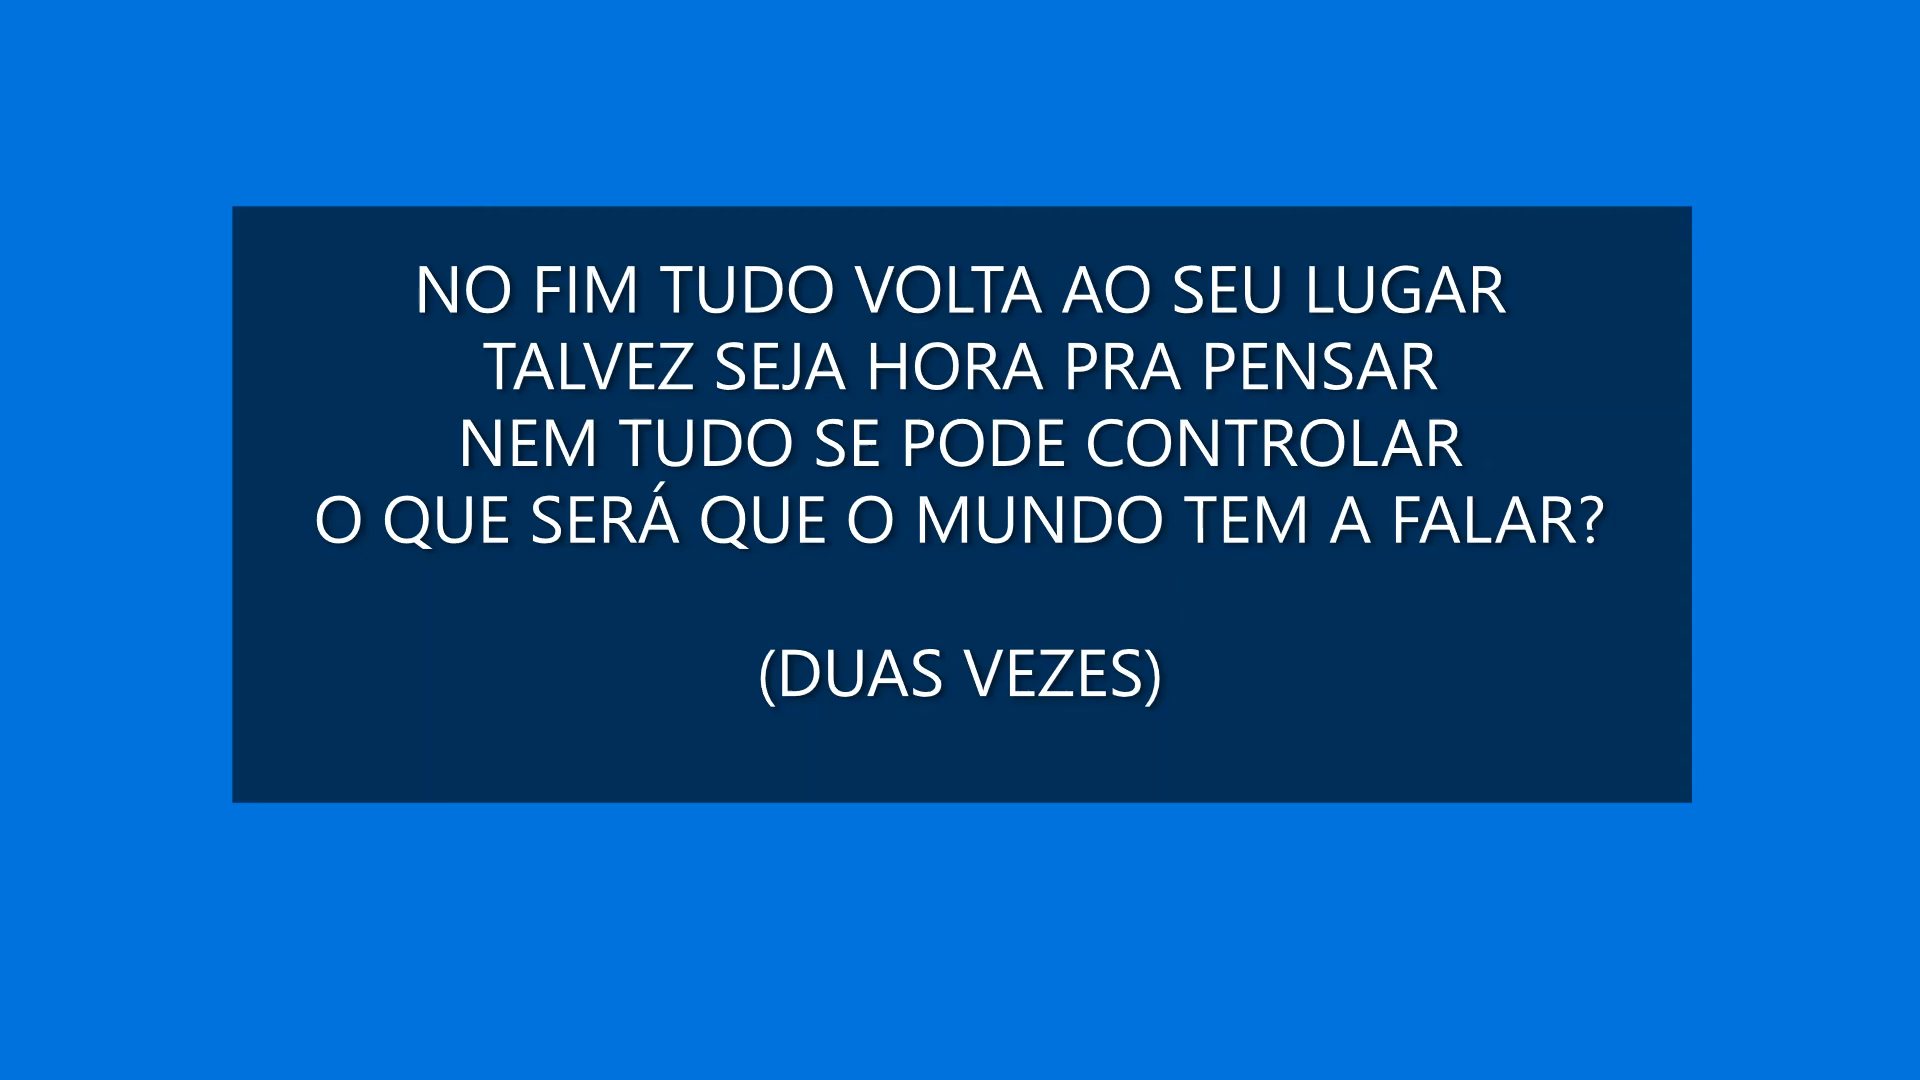 NO FIM TUDO VOLTA AO SEU LUGAR
TALVEZ SEJA HORA PRA PENSAR
NEM TUDO SE PODE CONTROLAR
O QUE SERÁ QUE O MUNDO TEM A FALAR?
(DUAS VEZES)